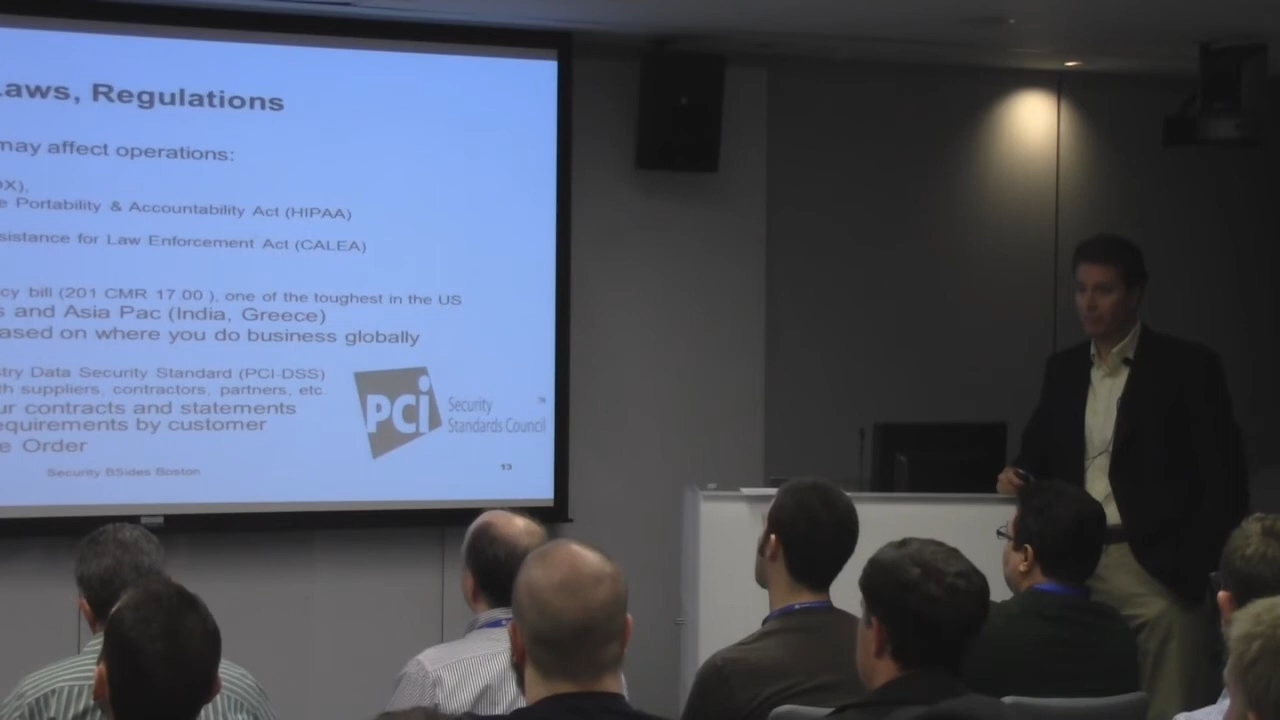 aws, Regulations
may affect operations:
OX),
e Portability & Accountability Act (HIPAA)
sistance for Law Enforcement Act (CALEA)
cy bill (201 CMR 17 00 ), one of the toughest in the US
s and Asia Pac (India, Greece)
ased on where you do business globally
try Data Security Standard (PCI-DSS)
th suppliers, contractors, partners, etc.
ur contracts and statements
equirements by customer
e Order
PCi Security
Standards Council
TM
Security BSides Boston
13